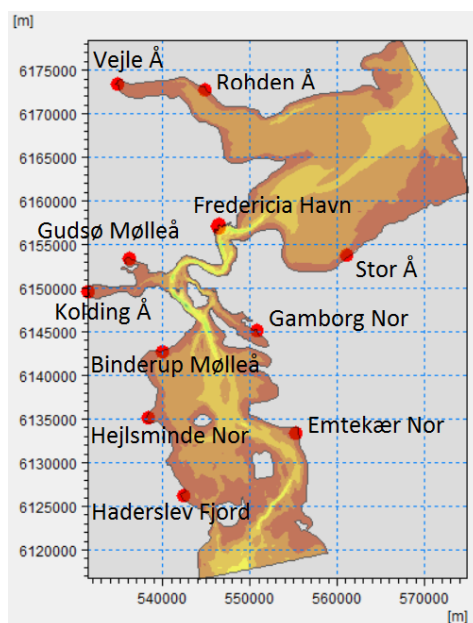 [m]
6175000
Vejle Å
Rohden Å
6170000
6165000
6160000
Fredericia Havn
6155000
Gudsø Mølleå
Stor Å
6150000
Kolding Å
Gamborg Nor
6145000
Binderup Mølleå
6140000
6135000
Hejlsminde Nor
Emtekær Nor
6130000
6125000
Haderslev Fjord
6120000
540000 550000 560000 570000
[m]